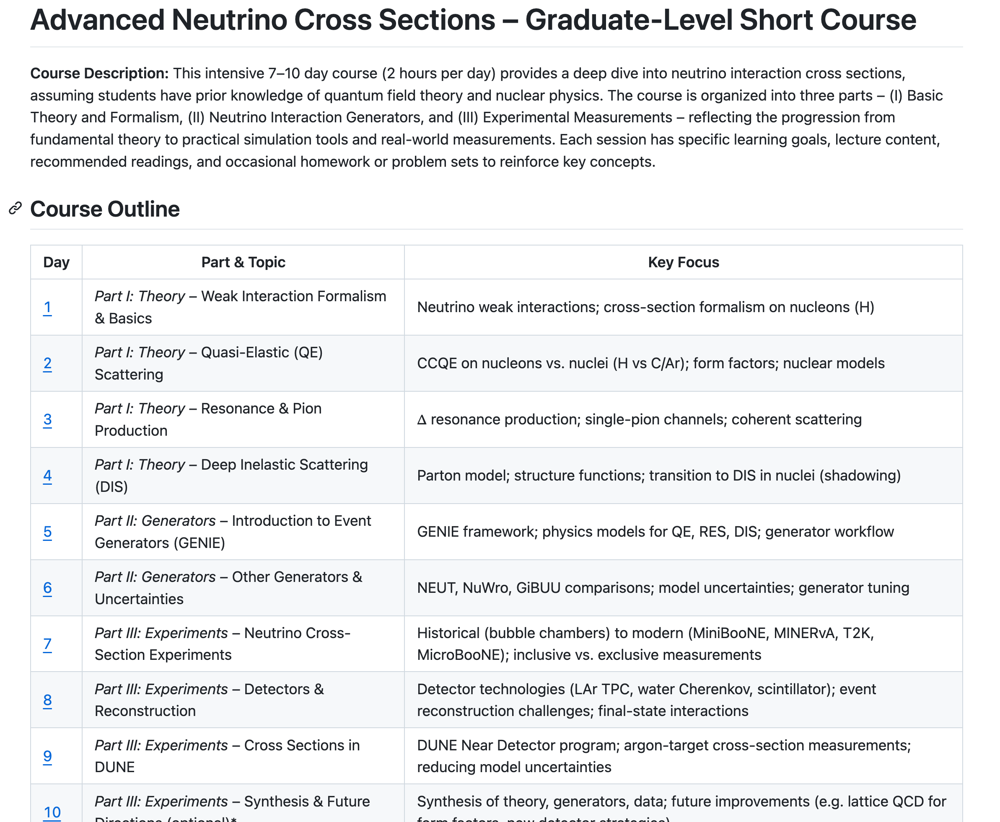 Advanced Neutrino Cross Sections – Graduate-Level Short Course
Course Description: This intensive 7–10 day course (2 hours per day) provides a deep dive into neutrino interaction cross sections,
assuming students have prior knowledge of quantum field theory and nuclear physics. The course is organized into three parts – (I) Basic
Theory and Formalism, (II) Neutrino Interaction Generators, and (III) Experimental Measurements – reflecting the progression from
fundamental theory to practical simulation tools and real-world measurements. Each session has specific learning goals, lecture content,
recommended readings, and occasional homework or problem sets to reinforce key concepts.
Course Outline
Day Part & Topic Key Focus
1
Part I: Theory – Weak Interaction Formalism
& Basics
Neutrino weak interactions; cross-section formalism on nucleons (H)
2
Part I: Theory – Quasi-Elastic (QE)
Scattering
CCQE on nucleons vs. nuclei (H vs C/Ar); form factors; nuclear models
3
Part I: Theory – Resonance & Pion
Production
Δ resonance production; single-pion channels; coherent scattering
4
Part I: Theory – Deep Inelastic Scattering
(DIS)
Parton model; structure functions; transition to DIS in nuclei (shadowing)
5
Part II: Generators – Introduction to Event
Generators (GENIE)
GENIE framework; physics models for QE, RES, DIS; generator workflow
6
Part II: Generators – Other Generators &
Uncertainties
NEUT, NuWro, GiBUU comparisons; model uncertainties; generator tuning
7
Part III: Experiments – Neutrino Cross-
Section Experiments
Historical (bubble chambers) to modern (MiniBooNE, MINERvA, T2K,
MicroBooNE); inclusive vs. exclusive measurements
8
Part III: Experiments – Detectors &
Reconstruction
Detector technologies (LAr TPC, water Cherenkov, scintillator); event
reconstruction challenges; final-state interactions
9
Part III: Experiments – Cross Sections in
DUNE
DUNE Near Detector program; argon-target cross-section measurements;
reducing model uncertainties
10
Part III: Experiments – Synthesis & Future
Directions (optional)*
Synthesis of theory, generators, data; future improvements (e.g. lattice QCD for
form factors, new detector strategies)